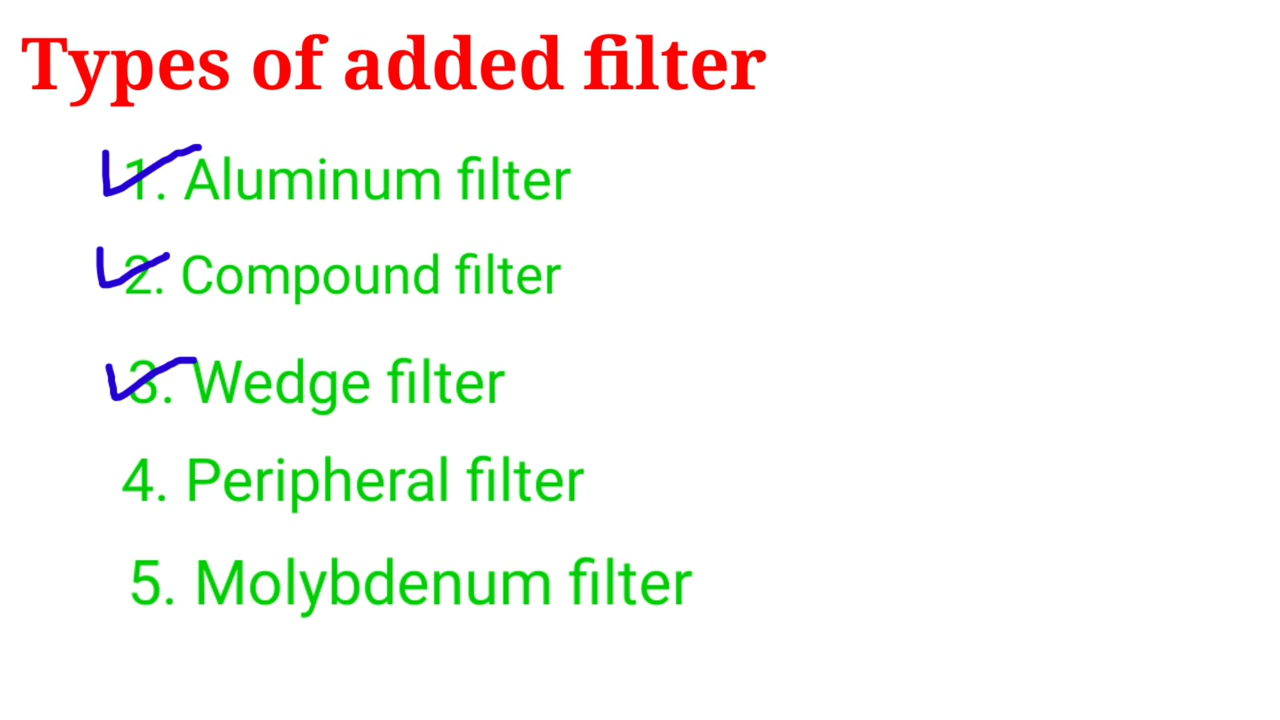 Types of added filter
1. Aluminum filter
2. Compound filter
3. Wedge filter
4. Peripheral filter
5. Molybdenum filter